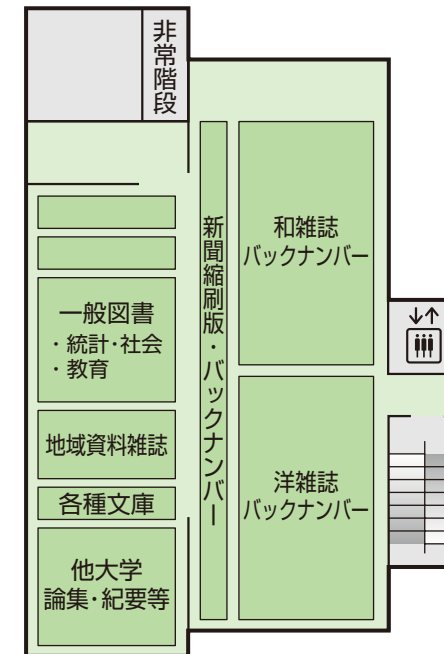 非常階段
一般図書
・統計・社会
・教育
地域資料雑誌
各種文庫
他大学
論集・紀要等
新聞縮刷版・バックナンバー
和雑誌
バックナンバー
洋雑誌
バックナンバー